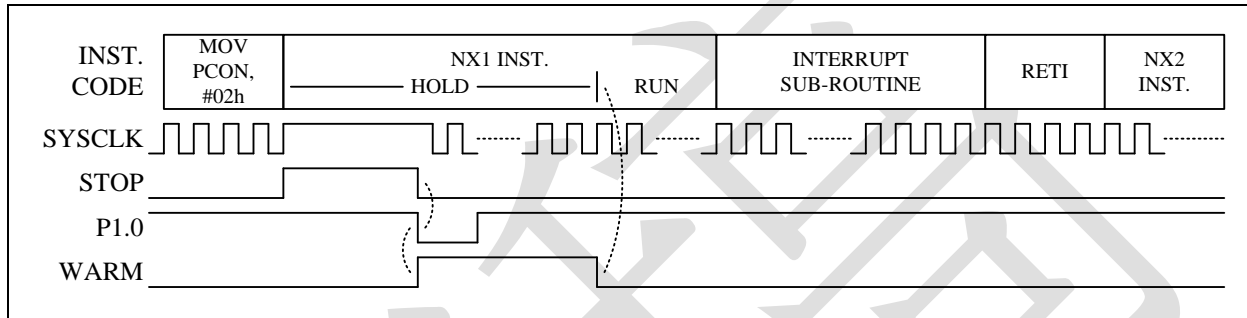 INST.
CODE
MOV
PCON,
#02h
NX1 INST.
HOLD
RUN
INTERRUPT
SUB-ROUTINE
RETI
NX2
INST.
SYSCLK
STOP
P1.0
WARM